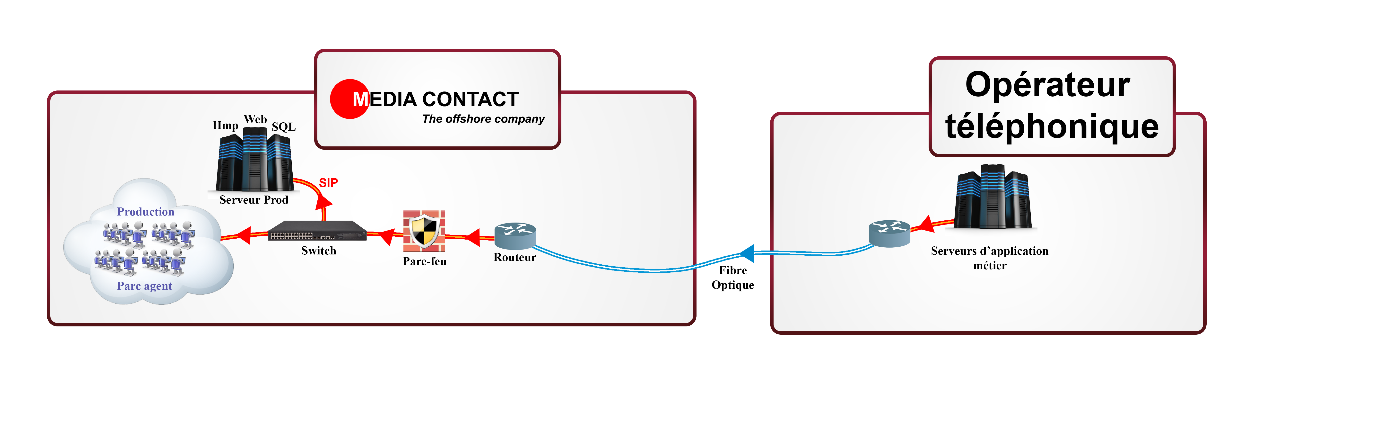 MEDIA CONTACT
The offshore company
Hmp Web SQL
Serveur Prod
SIP
Production
Parc agent
Switch
Parc-feu
Routeur
Fibre
Optique
Opérateur
téléphonique
Serveurs d'application
métier